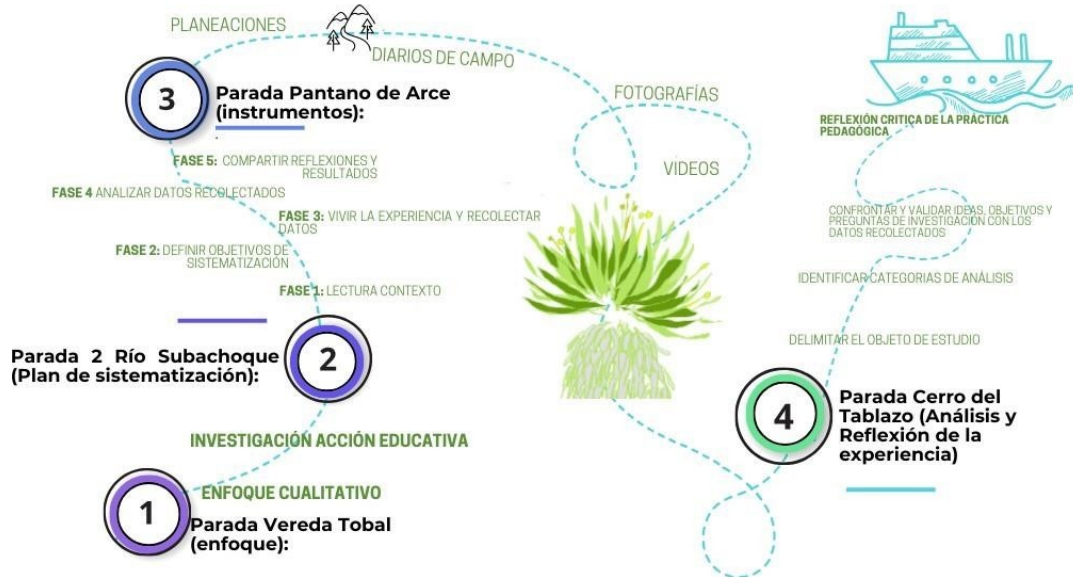 PLANEACIONES
DIARIOS DE CAMPO
3
Parada Pantano de Arce
(instrumentos):
FOTOGRAFÍAS
VIDEOS
FASE 5: COMPARTIR REFLEXIONES Y
RESULTADOS
FASE 4 ANALIZAR DATOS RECOLECTADOS
FASE 3: VIVIR LA EXPERIENCIA Y RECOLECTAR
DATOS
FASE 2: DEFINIR OBJETIVOS DE
SISTEMATIZACIÓN
FASE 1: LECTURA CONTEXTO
2
Parada 2 Río Subachoque
(Plan de sistematización):
INVESTIGACIÓN ACCIÓN EDUCATIVA
ENFOQUE CUALITATIVO
1
Parada Vereda Tobal
(enfoque):
REFLEXIÓN CRITICA DE LA PRÁCTICA
PEDAGÓGICA
CONFRONTAR Y VALIDAR IDEAS, OBJETIVOS Y
PREGUNTAS DE INVESTIGACIÓN CON LOS
DATOS RECOLECTADOS
IDENTIFICAR CATEGORIAS DE ANÁLISIS
DELIMITAR EL OBJETO DE ESTUDIO
4
Parada Cerro del
Tablazo (Análisis y
Reflexión de la
experiencia)